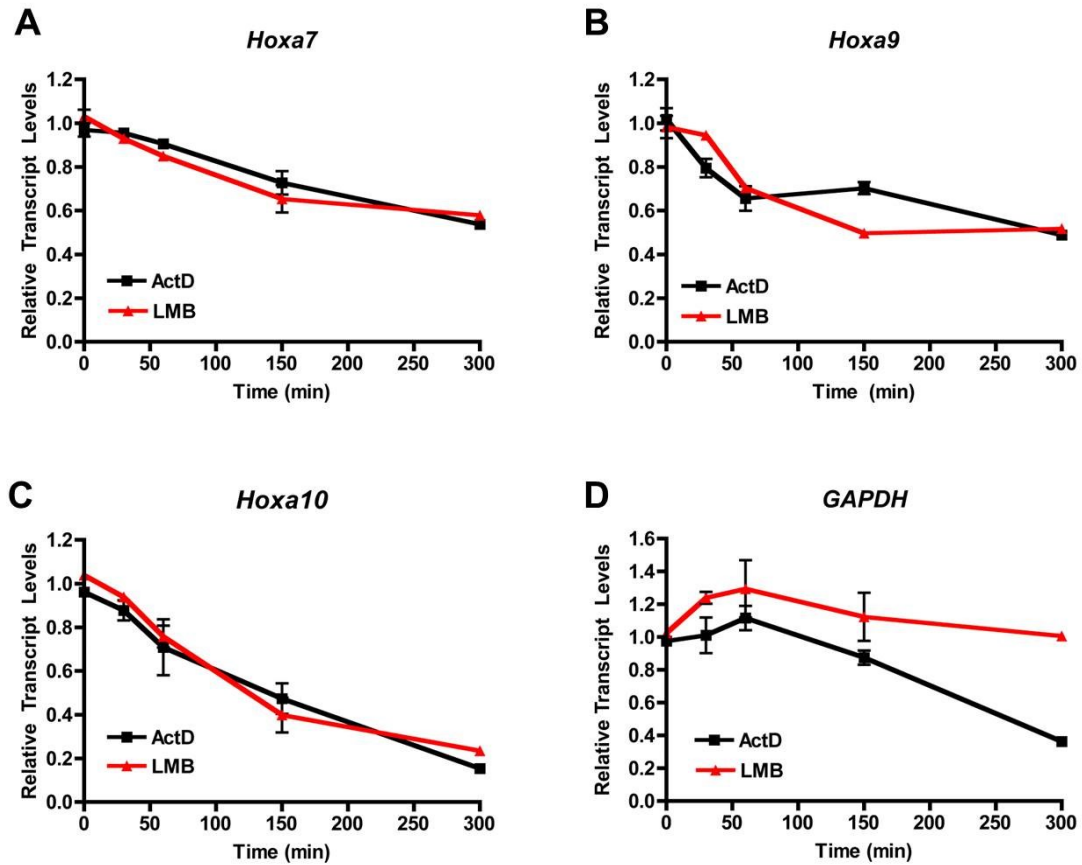 A
Hoxa7
Relative Transcript Levels
1.2
1.0
0.8
0.6
0.4
0.2
0.0
ActD
LMB
0 50 100 150 200 250 300
Time (min)
B
Hoxa9
Relative Transcript Levels
1.2
1.0
0.8
0.6
0.4
0.2
0.0
ActD
LMB
0 50 100 150 200 250 300
Time (min)
C
Hoxa10
Relative Transcript Levels
1.2
1.0
0.8
0.6
0.4
0.2
0.0
ActD
LMB
0 50 100 150 200 250 300
Time (min)
D
GAPDH
Relative Transcript Levels
1.6
1.4
1.2
1.0
0.8
0.6
0.4
0.2
0.0
ActD
LMB
0 50 100 150 200 250 300
Time (min)